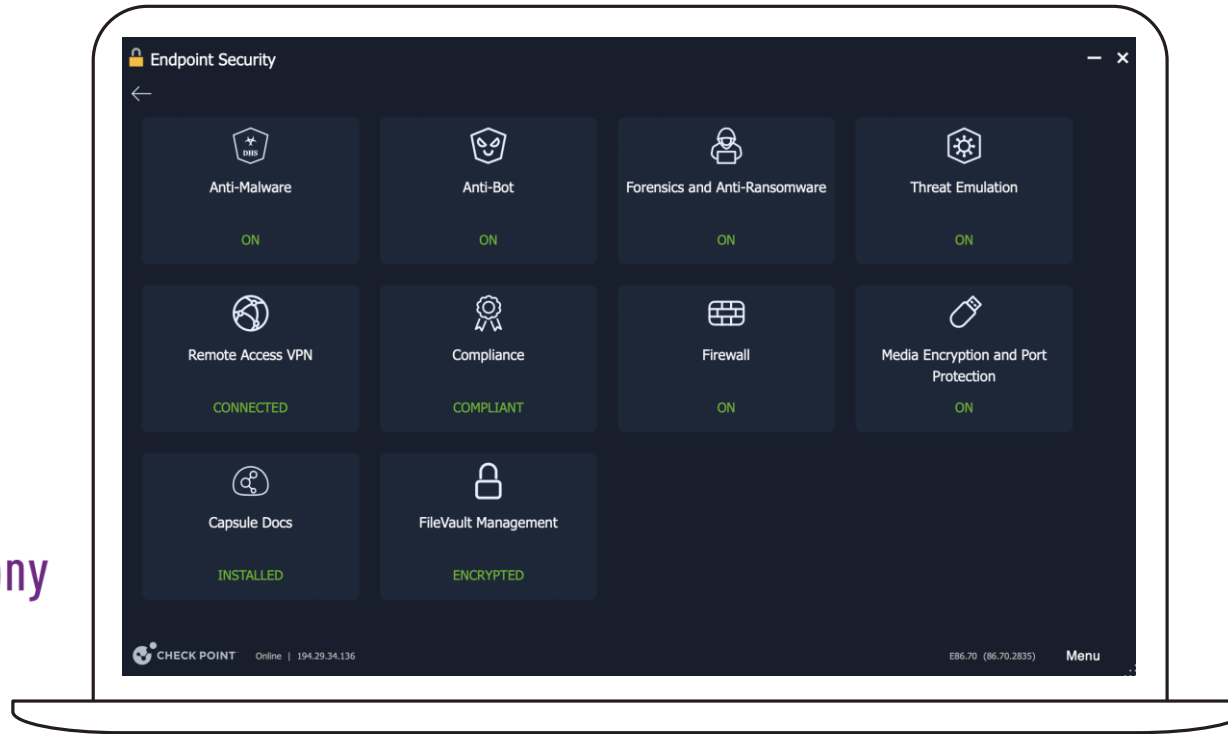 Endpoint Security
DHS
Anti-Malware
ON
Anti-Bot
ON
Forensics and Anti-Ransomware
ON
Threat Emulation
ON
Remote Access VPN
CONNECTED
Compliance
COMPLIANT
Firewall
ON
Media Encryption and Port
Protection
ON
Capsule Docs
INSTALLED
FileVault Management
ENCRYPTED
CHECK POINT Online | 194.29.34.136
E86.70 (86.70.2835) Menu